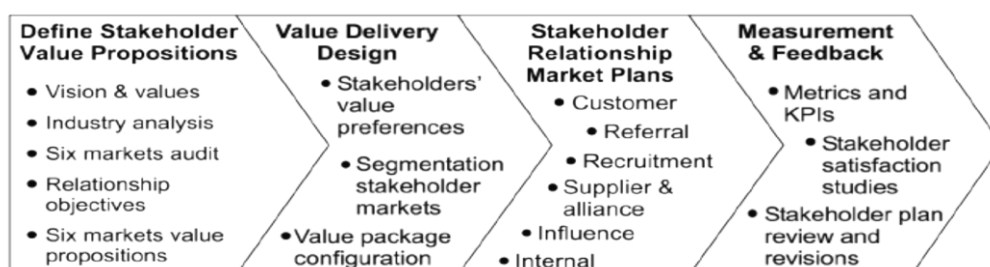 Define Stakeholder
Value Propositions
• Vision & values
• Industry analysis
• Six markets audit
• Relationship
objectives
• Six markets value
propositions
Value Delivery
Design
• Stakeholders'
value
preferences
• Segmentation
stakeholder
markets
• Value package
configuration
Stakeholder
Relationship
Market Plans
• Customer
• Referral
• Recruitment
• Supplier &
alliance
• Influence
• Internal
Measurement
& Feedback
• Metrics and
KPIs
• Stakeholder
satisfaction
studies
• Stakeholder plan
review and
revisions